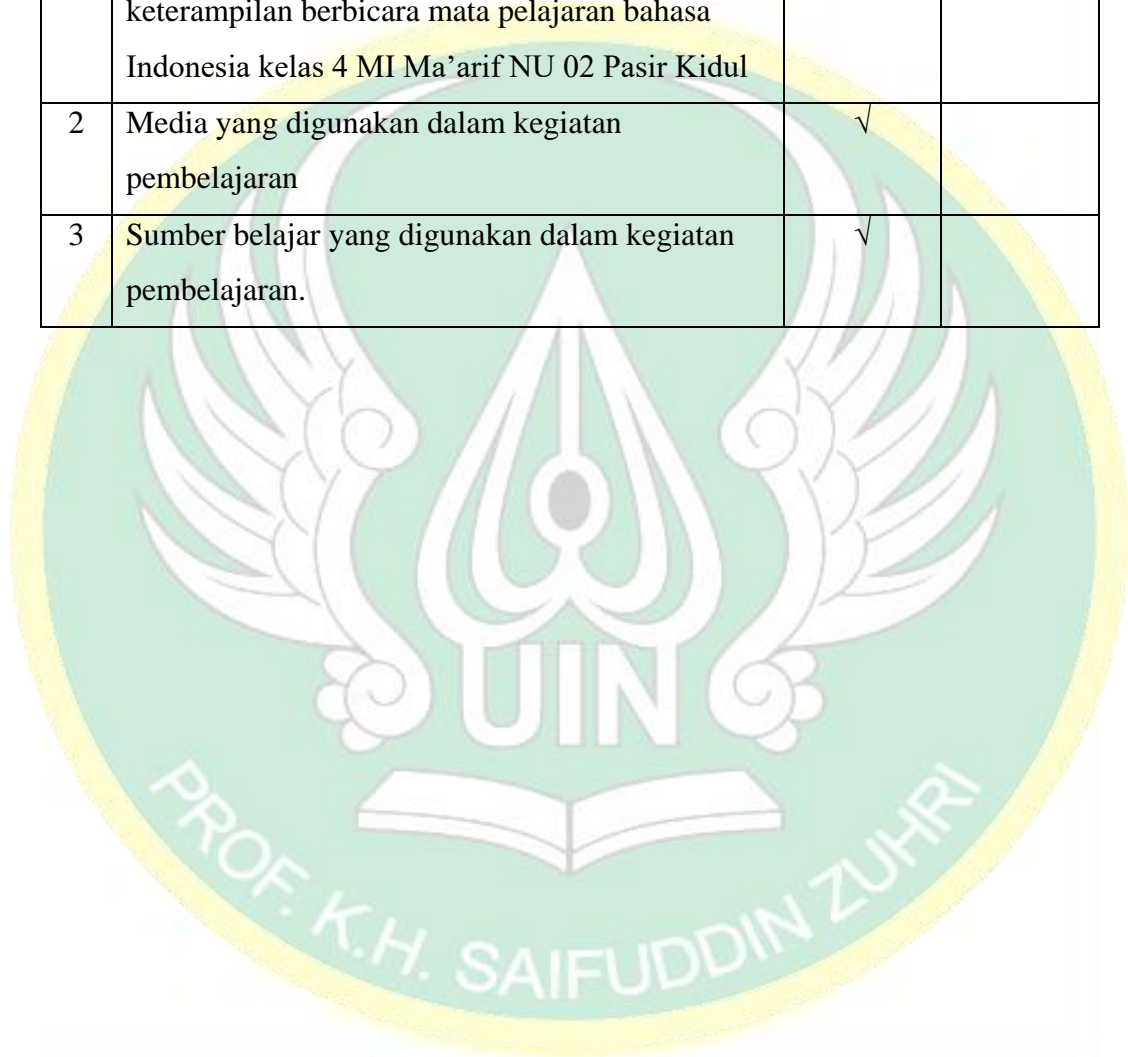 keterampilan berbicara mata pelajaran bahasa
Indonesia kelas 4 MI Ma’arif NU 02 Pasir Kidul
2 Media yang digunakan dalam kegiatan √
pembelajaran
3 Sumber belajar yang digunakan dalam kegiatan √
pembelajaran.
UIN
PROF. K.H. SAIFUDDIN ZUHRI